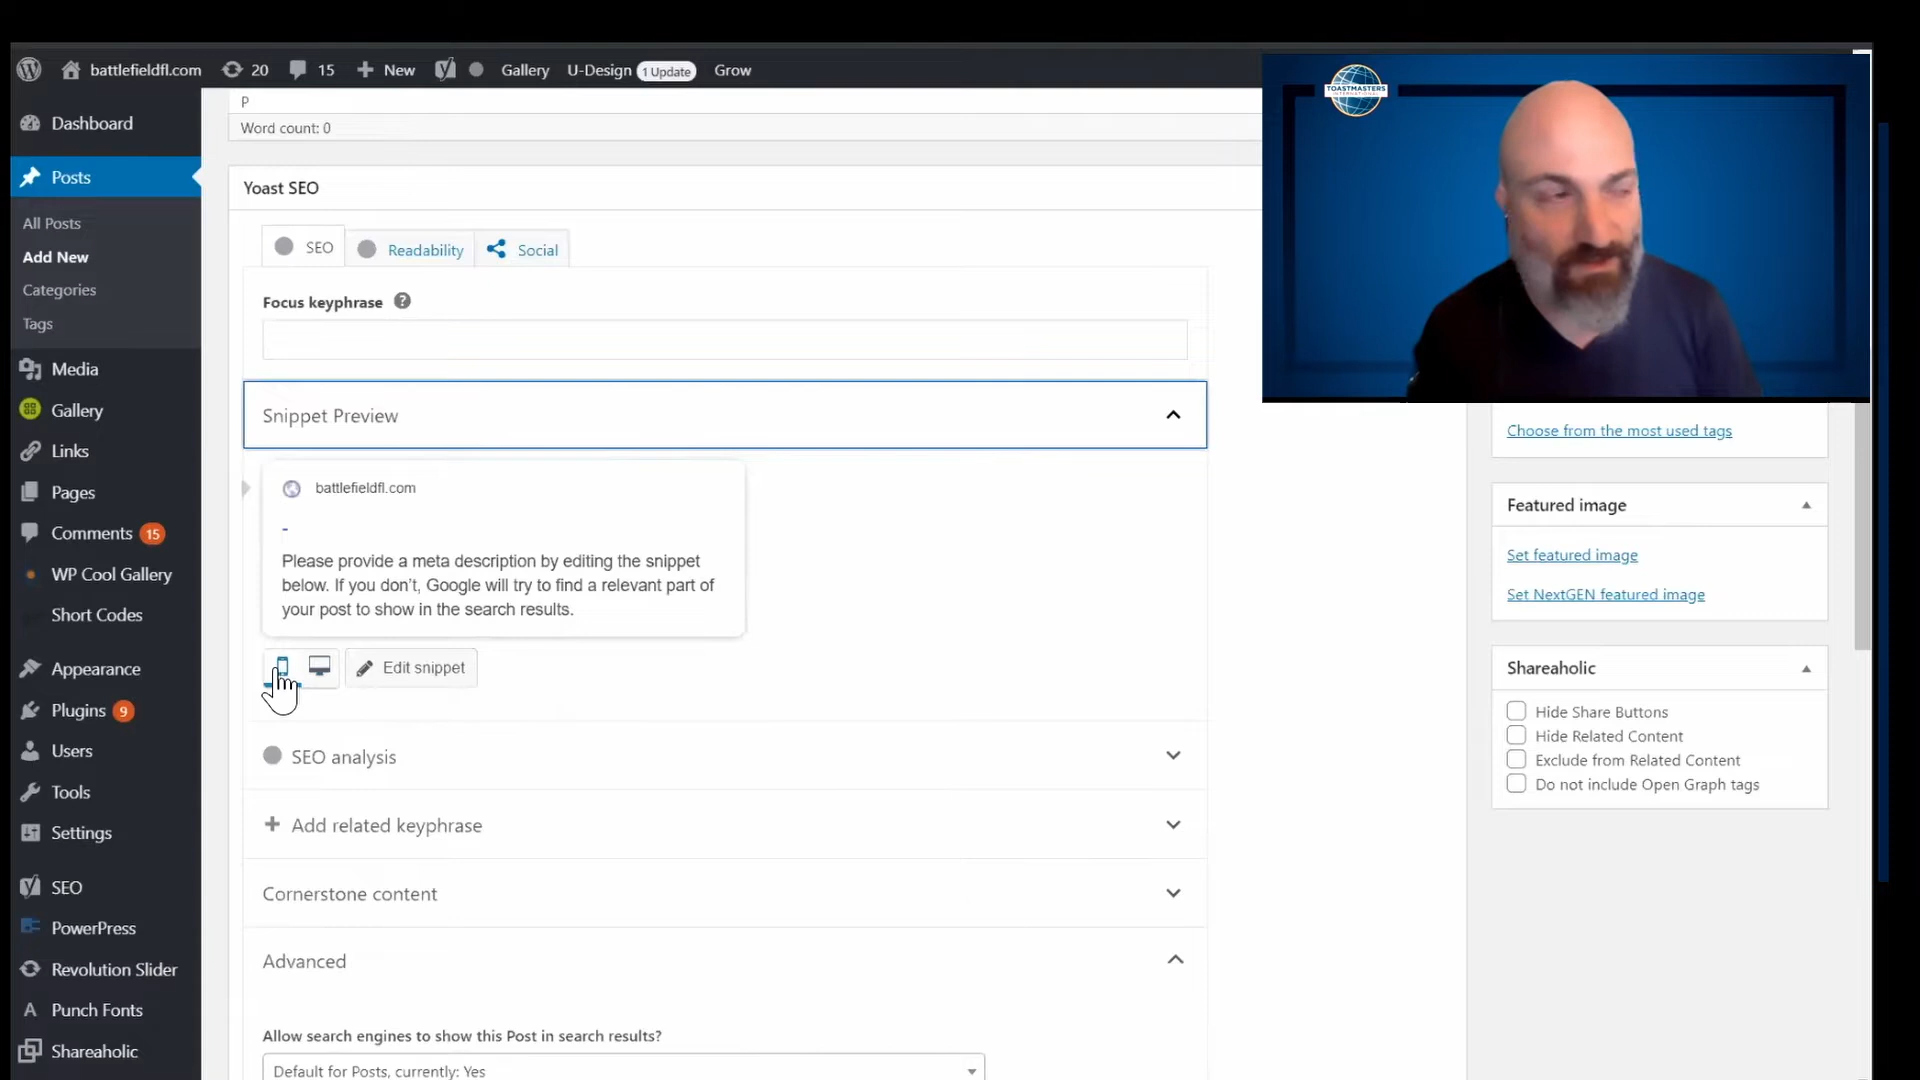 battlefieldfl.com
20
15
New
Gallery
U-Design
1 Update
Grow
Dashboard
Posts
All Posts
Add New
Categories
Tags
Media
Gallery
Links
Pages
Comments 15
WP Cool Gallery
Short Codes
Appearance
Plugins 9
Users
Tools
Settings
SEO
PowerPress
Revolution Slider
Punch Fonts
Shareaholic
P
Word count: 0
Yoast SEO
SEO
Readability
Social
Focus keyphrase
Snippet Preview
battlefieldfl.com
-
Please provide a meta description by editing the snippet
below. If you don't, Google will try to find a relevant part of
your post to show in the search results.
Edit snippet
SEO analysis
Add related keyphrase
Cornerstone content
Advanced
Allow search engines to show this Post in search results?
Default for Posts, currently: Yes
TOASTMASTERS
INTERNATIONAL
Choose from the most used tags
Featured image
Set featured image
Set NextGEN featured image
Shareaholic
Hide Share Buttons
Hide Related Content
Exclude from Related Content
Do not include Open Graph tags